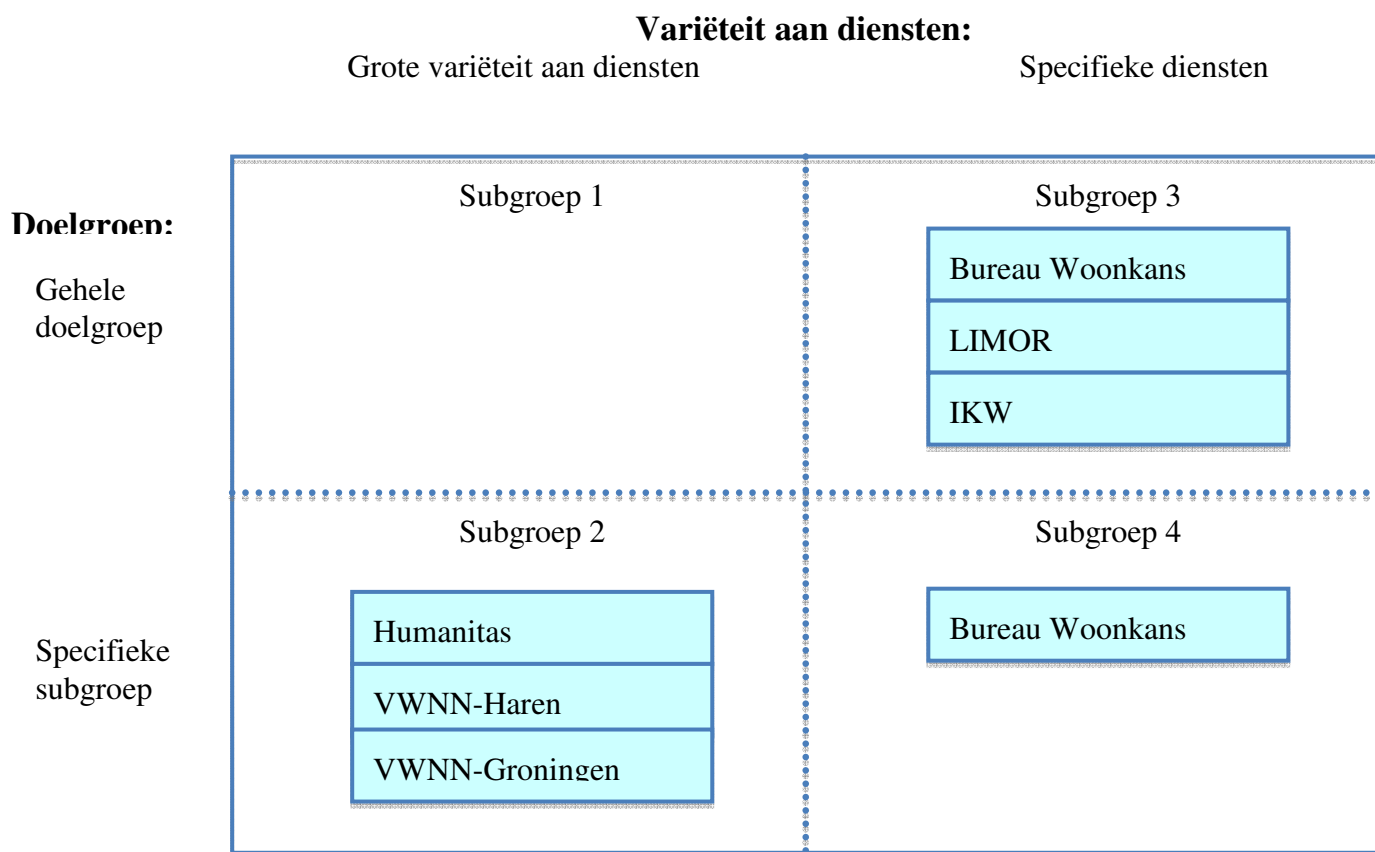 Variëteit aan diensten:
Grote variëteit aan diensten
Specifieke diensten
Doelgroep:
Gehele
doelgroep
Subgroep 1
Subgroep 3
Bureau Woonkans
LIMOR
IKW
Specifieke
subgroep
Subgroep 2
Humanitas
VWNN-Haren
VWNN-Groningen
Subgroep 4
Bureau Woonkans